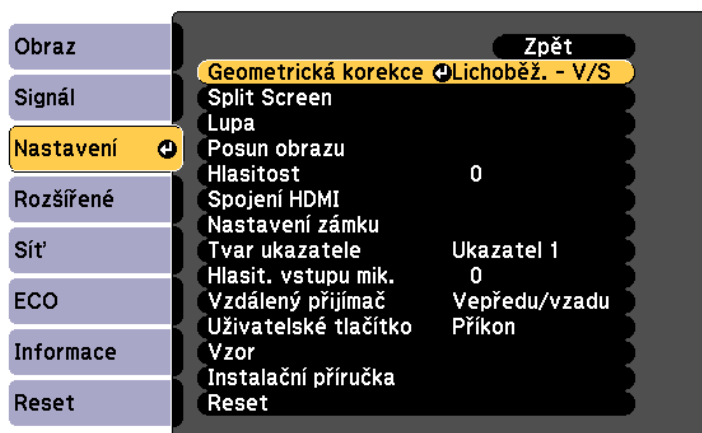 Obraz
Signál
Nastavení
Rozšířené
Síť
ECO
Informace
Reset
Zpět
Geometrická korekce Lichoběž. - V/S
Split Screen
Lupa
Posun obrazu
Hlasitost 0
Spojení HDMI
Nastavení zámku
Tvar ukazatele Ukazatel 1
Hlasit. vstupu mik. 0
Vzdálený přijímač Vepředu/vzadu
Uživatelské tlačítko Příkon
Vzor
Instalační příručka
Reset